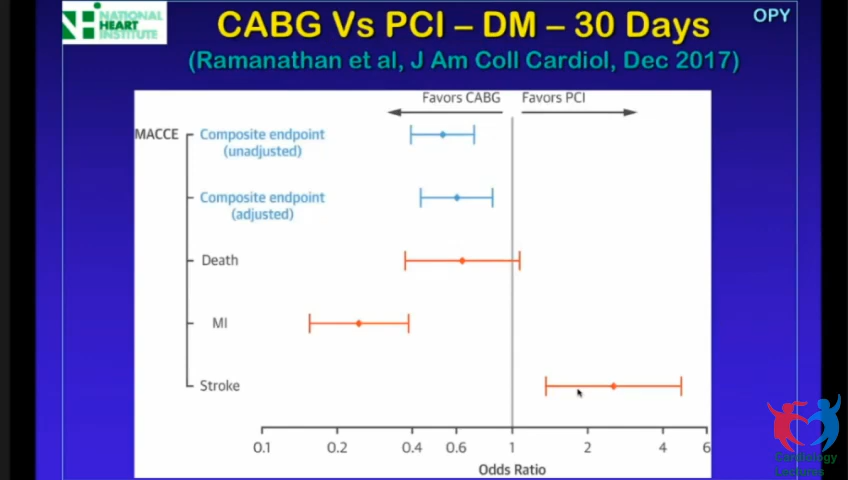 NATIONAL
HEART
INSTITUTE
OPY
CABG Vs PCI – DM – 30 Days
(Ramanathan et al, J Am Coll Cardiol, Dec 2017)
Favors CABG
Favors PCI
MACCE
Composite endpoint
(unadjusted)
Composite endpoint
(adjusted)
Death
MI
Stroke
0.1 0.2 0.4 0.6 1 2 4 6
Odds Ratio
Cardiology
Lectures